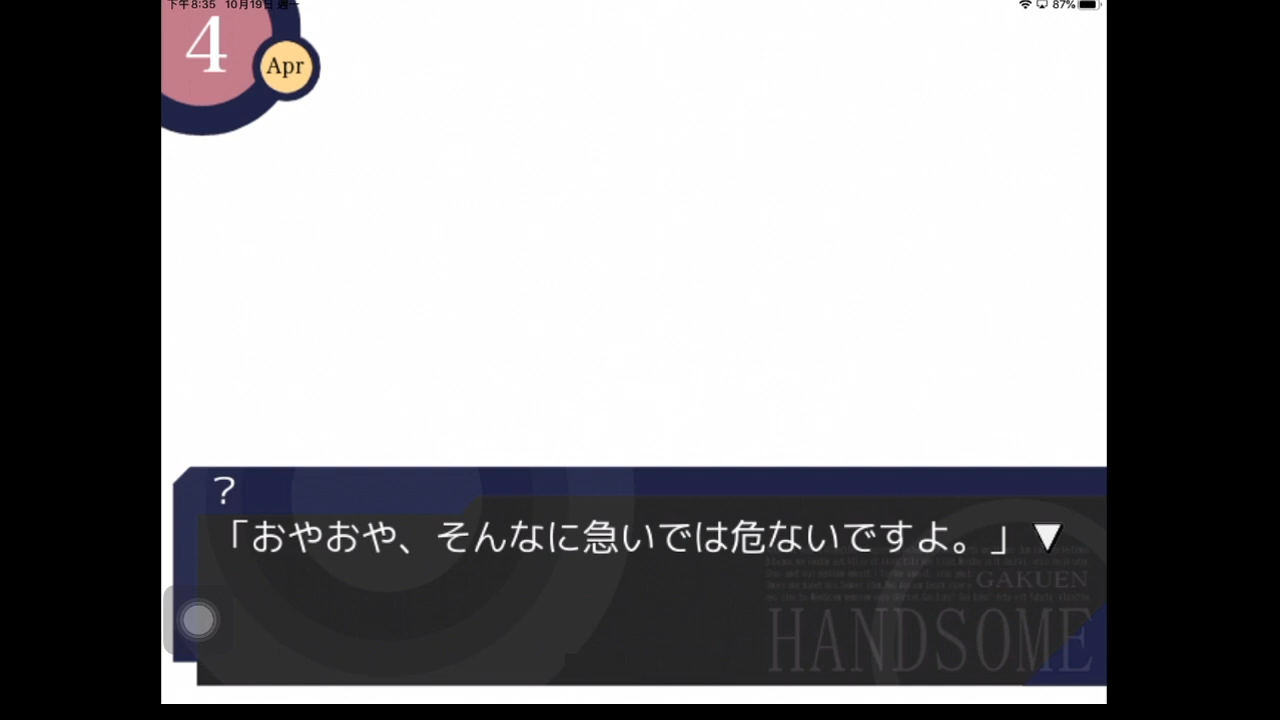 下午8:35 10月19日 週一
87%
4
Apr
?
「おやおや、そんなに急いでは危ないですよ。」▼
GAKUEN
HANDSOME